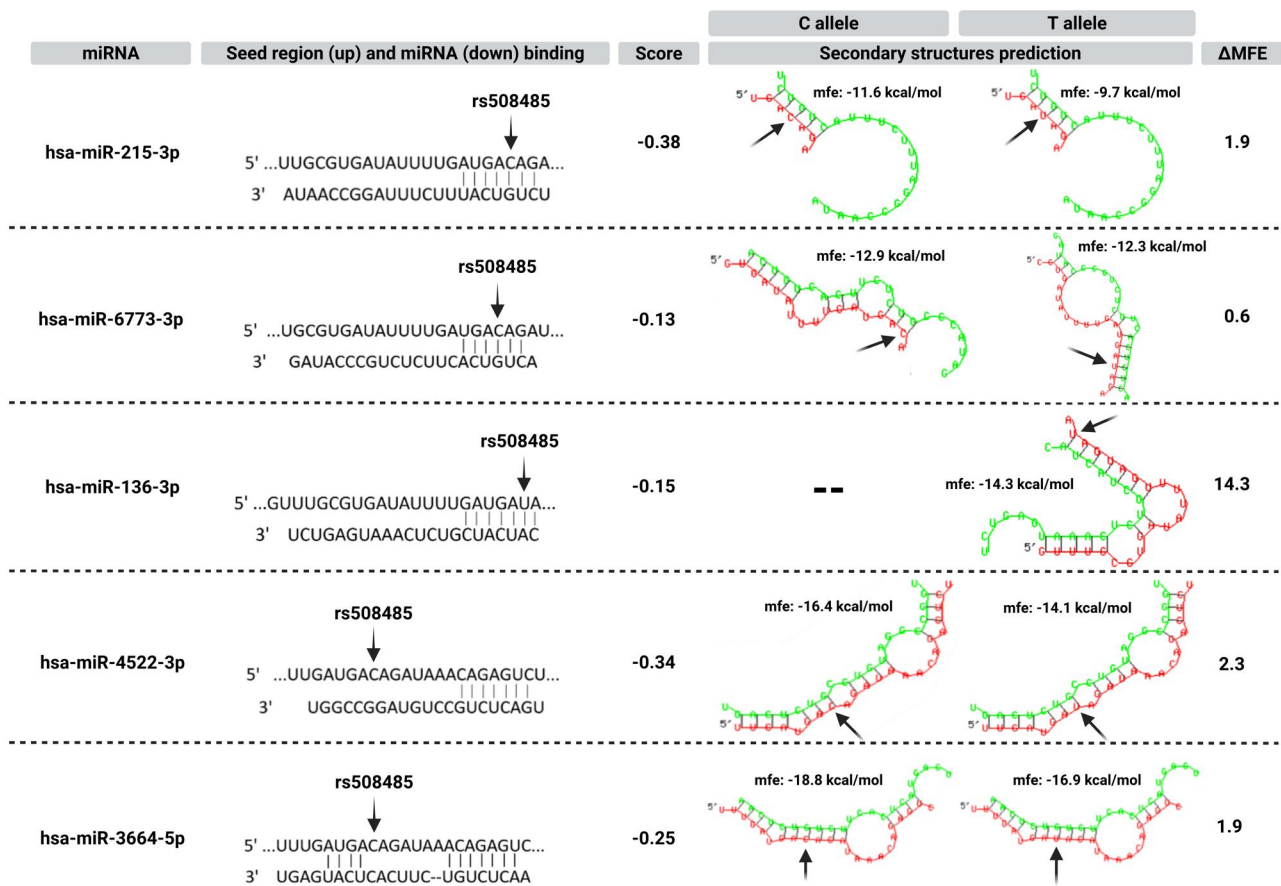 C allele T allele
miRNA Seed region (up) and miRNA (down) binding Score Secondary structures prediction ΔMFE
rs508485
hsa-miR-215-3p
5' ...UUGCGUGAUAUUUUGAUGACAGA...
3' AUAACCGGAUUUCUUUACUGUCU
-0.38
mfe: -11.6 kcal/mol
mfe: -9.7 kcal/mol
1.9
rs508485
hsa-miR-6773-3p
5' ...UGCGUGAUAUUUUGAUGACAGAU...
3' GAUACCCGUCUCUUCACUGUCA
-0.13
mfe: -12.9 kcal/mol
mfe: -12.3 kcal/mol
0.6
rs508485
hsa-miR-136-3p
5' ...GUUUGCGUGAUAUUUUGAUGAUA...
3' UCUGAGUAAACUCUGCUACUAC
-0.15
--
mfe: -14.3 kcal/mol
14.3
rs508485
hsa-miR-4522-3p
5' ...UUGAUGACAGAUAAACAGAGUCU...
3' UGGCCGGAUGUCCGUCUCAGU
-0.34
mfe: -16.4 kcal/mol
mfe: -14.1 kcal/mol
2.3
rs508485
hsa-miR-3664-5p
5' ...UUUGAUGACAGAUAAACAGAGUC...
3' UGAGUACUCACUUC--UGUCUCAA
-0.25
mfe: -18.8 kcal/mol
mfe: -16.9 kcal/mol
1.9